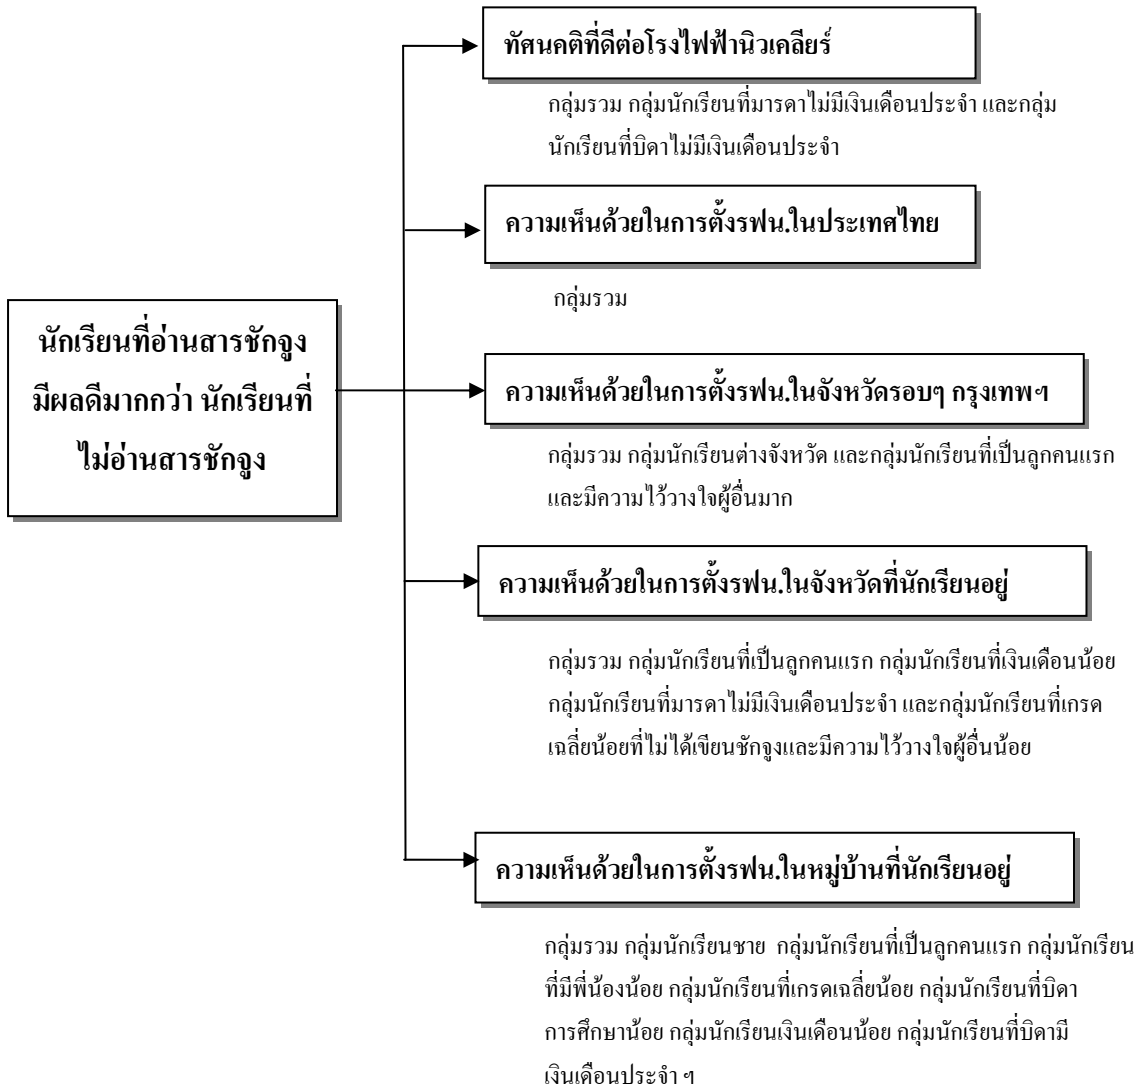 ทัศนคติที่ดีต่อโรงไฟฟ้านิวเคลียร์
กลุ่มรวม กลุ่มนักเรียนที่มารดาไม่มีเงินเดือนประจำ และกลุ่ม
นักเรียนที่บิดาไม่มีเงินเดือนประจำ
ความเห็นด้วยในการตั้งรฟน.ในประเทศไทย
กลุ่มรวม
นักเรียนที่อ่านสารชักจูง
มีผลดีมากกว่า นักเรียนที่
ไม่อ่านสารชักจูง
ความเห็นด้วยในการตั้งรฟน.ในจังหวัดรอบๆ กรุงเทพฯ
กลุ่มรวม กลุ่มนักเรียนต่างจังหวัด และกลุ่มนักเรียนที่เป็นลูกคนแรก
และมีความไว้วางใจผู้อื่นมาก
ความเห็นด้วยในการตั้งรฟน.ในจังหวัดที่นักเรียนอยู่
กลุ่มรวม กลุ่มนักเรียนที่เป็นลูกคนแรก กลุ่มนักเรียนที่เงินเดือนน้อย
กลุ่มนักเรียนที่มารดาไม่มีเงินเดือนประจำ และกลุ่มนักเรียนที่เกรด
เฉลี่ยน้อยที่ไม่ได้เขียนชักจูงและมีความไว้วางใจผู้อื่นน้อย
ความเห็นด้วยในการตั้งรฟน.ในหมู่บ้านที่นักเรียนอยู่
กลุ่มรวม กลุ่มนักเรียนชาย กลุ่มนักเรียนที่เป็นลูกคนแรก กลุ่มนักเรียน
ที่มีพี่น้องน้อย กลุ่มนักเรียนที่เกรดเฉลี่ยน้อย กลุ่มนักเรียนที่บิดา
การศึกษาน้อย กลุ่มนักเรียนเงินเดือนน้อย กลุ่มนักเรียนที่บิดามี
เงินเดือนประจำ ฯ